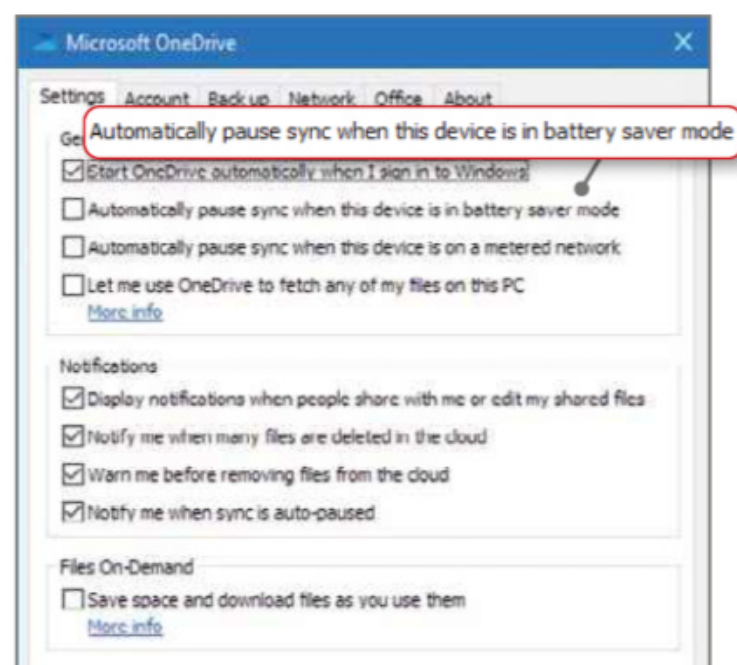 Microsoft OneDrive
Settings Account Back up Network Office About
Automatically pause sync when this device is in battery saver mode
Start OneDrive automatically when I sign in to Windows
Automatically pause sync when this device is in battery saver mode
Automatically pause sync when this device is on a metered network
Let me use OneDrive to fetch any of my files on this PC
More info
Notifications
Display notifications when people share with me or edit my shared files
Notify me when many files are deleted in the cloud
Warn me before removing files from the cloud
Notify me when sync is auto-paused
Files On-Demand
Save space and download files as you use them
More info